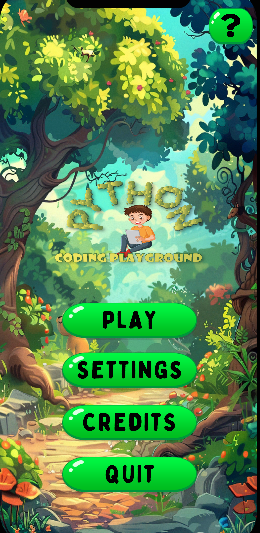 ?
PYTHON
CODING PLAYGROUND
PLAY
SETTINGS
CREDITS
QUIT